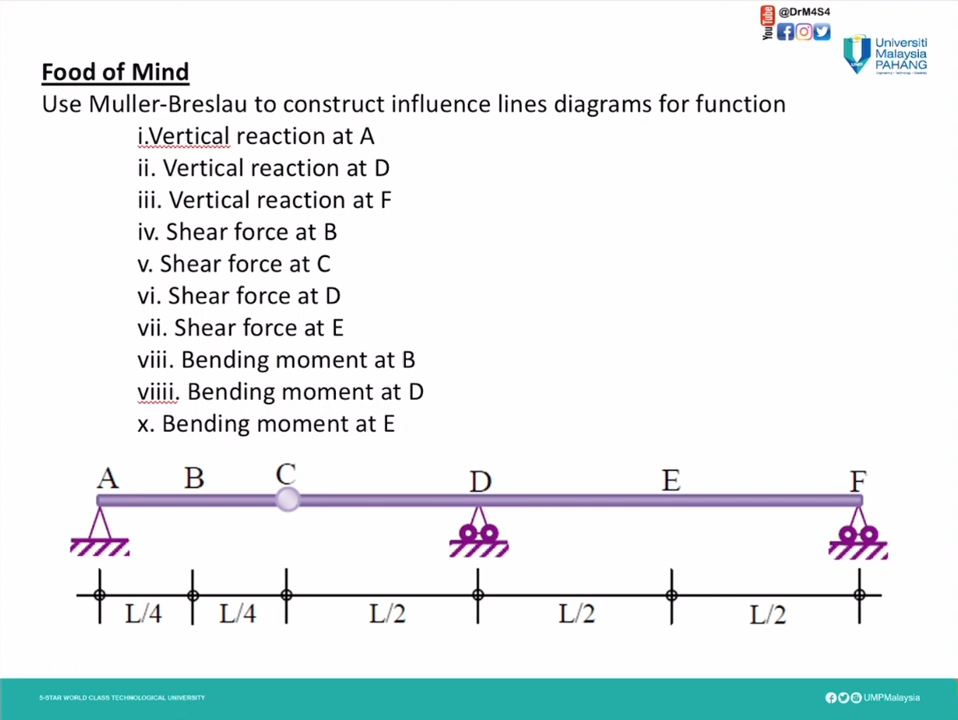 @DrM4S4
YouTube
Universiti
Malaysia
PAHANG
Food of Mind
Use Muller-Breslau to construct influence lines diagrams for function
i.Vertical reaction at A
ii. Vertical reaction at D
iii. Vertical reaction at F
iv. Shear force at B
v. Shear force at C
vi. Shear force at D
vii. Shear force at E
viii. Bending moment at B
viiii. Bending moment at D
x. Bending moment at E
A B C D E F
L/4 L/4 L/2 L/2 L/2
5-STAR WORLD CLASS TECHNOLOGICAL UNIVERSITY
UMPMalaysia